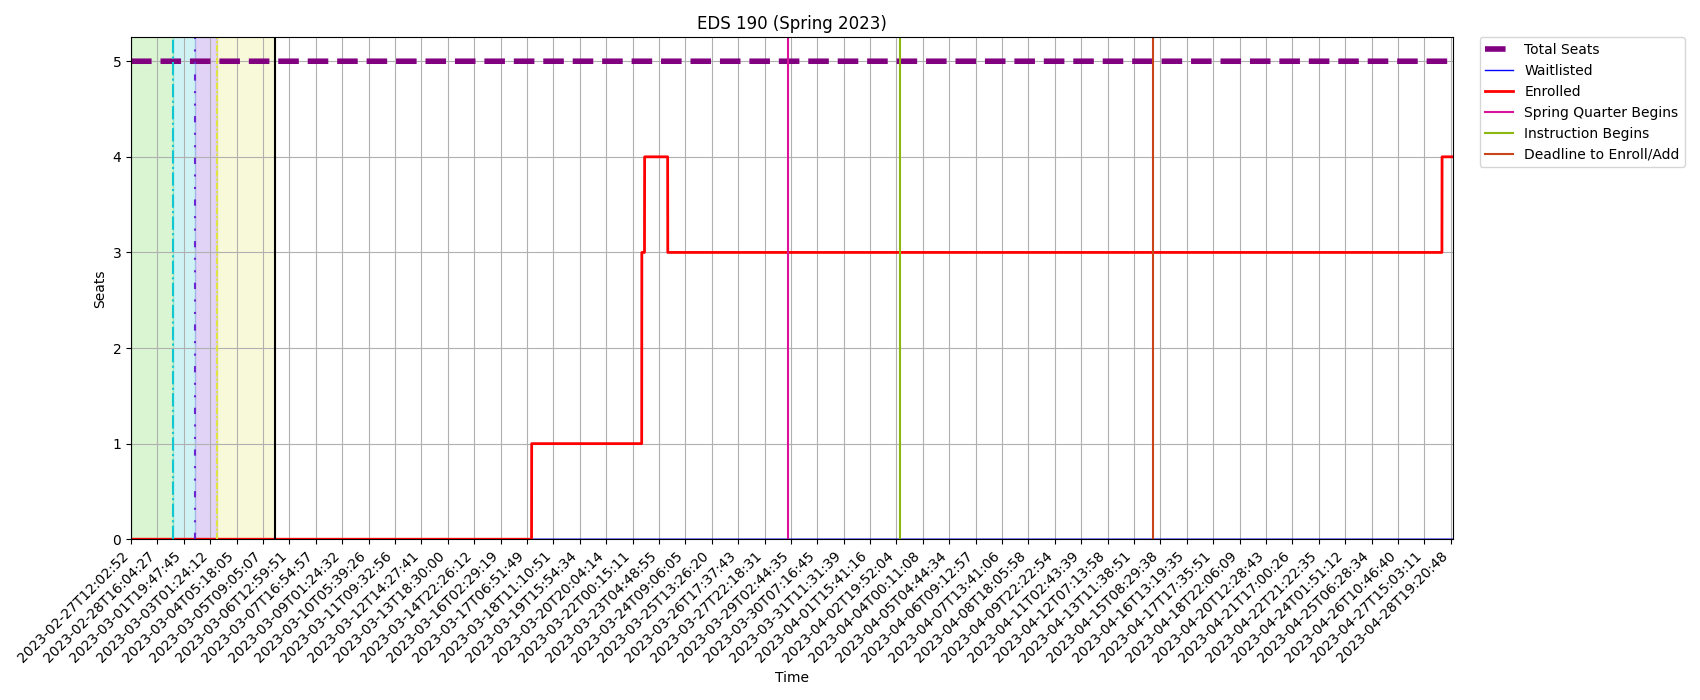 EDS 190 (Spring 2023)
Total Seats
Waitlisted
Enrolled
Spring Quarter Begins
Instruction Begins
Deadline to Enroll/Add
Seats
5
4
3
2
1
0
2023-02-27T12:02:52
2023-02-28T16:04:27
2023-03-01T19:47:45
2023-03-03T01:24:12
2023-03-04T05:18:05
2023-03-05T09:05:07
2023-03-06T12:59:51
2023-03-07T16:54:57
2023-03-09T01:24:32
2023-03-10T05:39:26
2023-03-11T09:32:56
2023-03-12T14:27:41
2023-03-13T18:30:00
2023-03-14T22:26:12
2023-03-16T02:29:19
2023-03-17T06:51:49
2023-03-18T11:10:51
2023-03-19T15:54:34
2023-03-20T20:04:14
2023-03-22T00:15:11
2023-03-23T04:48:55
2023-03-24T09:06:05
2023-03-25T13:26:20
2023-03-26T17:37:43
2023-03-27T22:18:31
2023-03-29T02:44:35
2023-03-30T07:16:45
2023-03-31T11:31:39
2023-04-01T15:41:16
2023-04-02T19:52:04
2023-04-04T00:11:08
2023-04-05T04:44:34
2023-04-06T09:12:57
2023-04-07T13:41:06
2023-04-08T18:05:58
2023-04-09T22:22:54
2023-04-11T02:43:39
2023-04-12T07:13:58
2023-04-13T11:38:51
2023-04-15T08:29:38
2023-04-16T13:19:35
2023-04-17T17:35:51
2023-04-18T22:06:09
2023-04-20T12:28:43
2023-04-21T17:00:26
2023-04-22T21:22:35
2023-04-24T01:51:12
2023-04-25T06:28:34
2023-04-26T10:46:40
2023-04-27T15:03:11
2023-04-28T19:20:48
Time